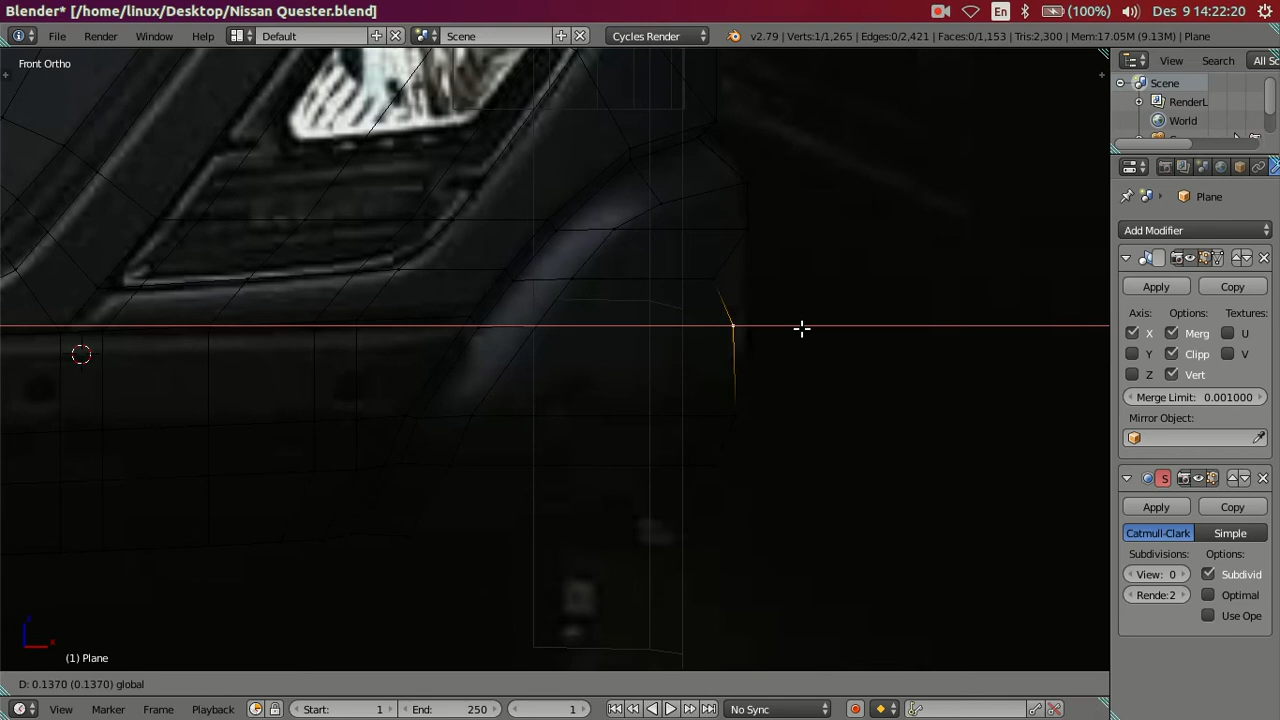 Blender* [/home/linux/Desktop/Nissan Quester.blend]
En (100%) Des 9 14:22:20
File Render Window Help Default Scene Cycles Render v2.79 | Verts:1/1,265 | Edges:0/2,421 | Faces:0/1,153 | Tris:2,300 | Mem:17.05M (9.13M) | Plane
Front Ortho
View Search All Sc
Scene
RenderL
World
Plane
Add Modifier
Apply Copy
Axis: Options: Textures:
X Merg U
Y Clipp V
Z Vert
Merge Limit: 0.001000
Mirror Object:
S
Apply Copy
Catmull-Clark Simple
Subdivisions: Options:
View: 0 Subdivid
Rende: 2 Optimal
Use Ope
z
x
(1) Plane
D: 0.1370 (0.1370) global
View Marker Frame Playback Start: 1 End: 250 1 No Sync